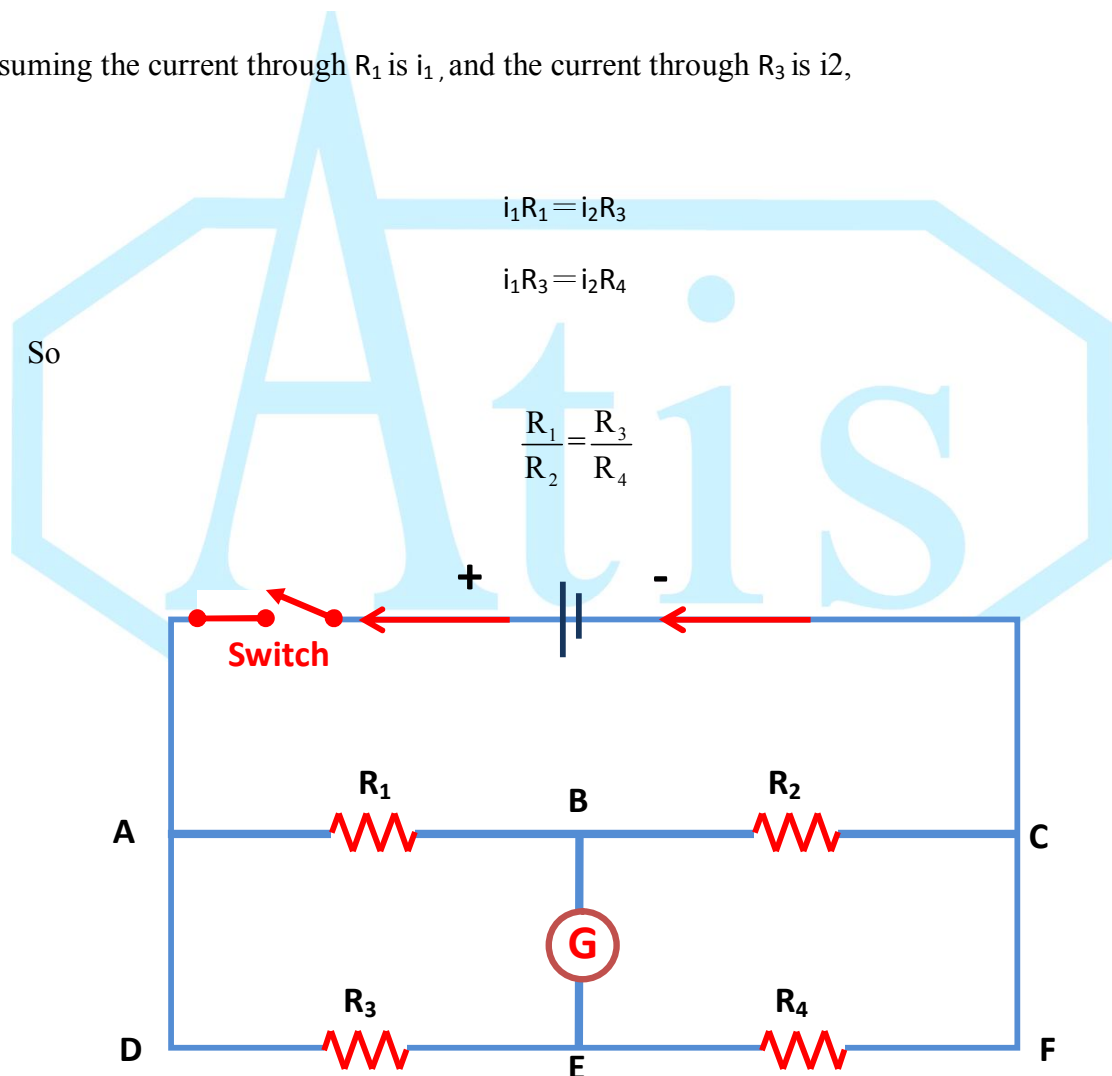 suming the current through R₁ is i₁ , and the current through R₃ is i2,
i₁R₁＝i₂R₃
i₁R₃＝i₂R₄
So
R₁/R₂ = R₃/R₄
Atis
+ -
Switch
R₁ B R₂
A C
G
R₃ R₄
D E F